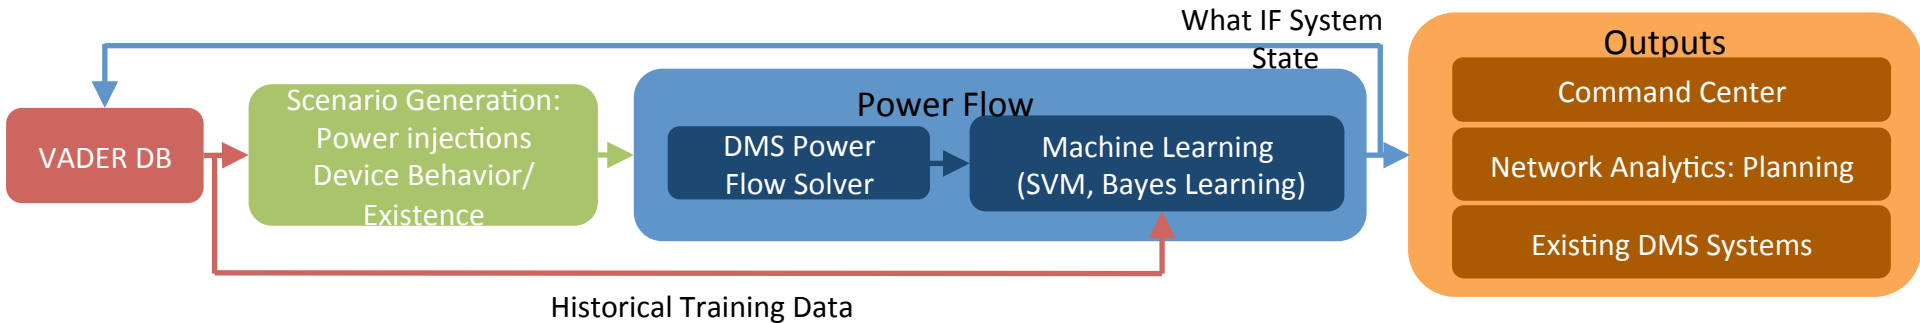 What IF System
State
VADER DB
Scenario Generation:
Power injections
Device Behavior/
Existence
Power Flow
DMS Power
Flow Solver
Machine Learning
(SVM, Bayes Learning)
Historical Training Data
Outputs
Command Center
Network Analytics: Planning
Existing DMS Systems